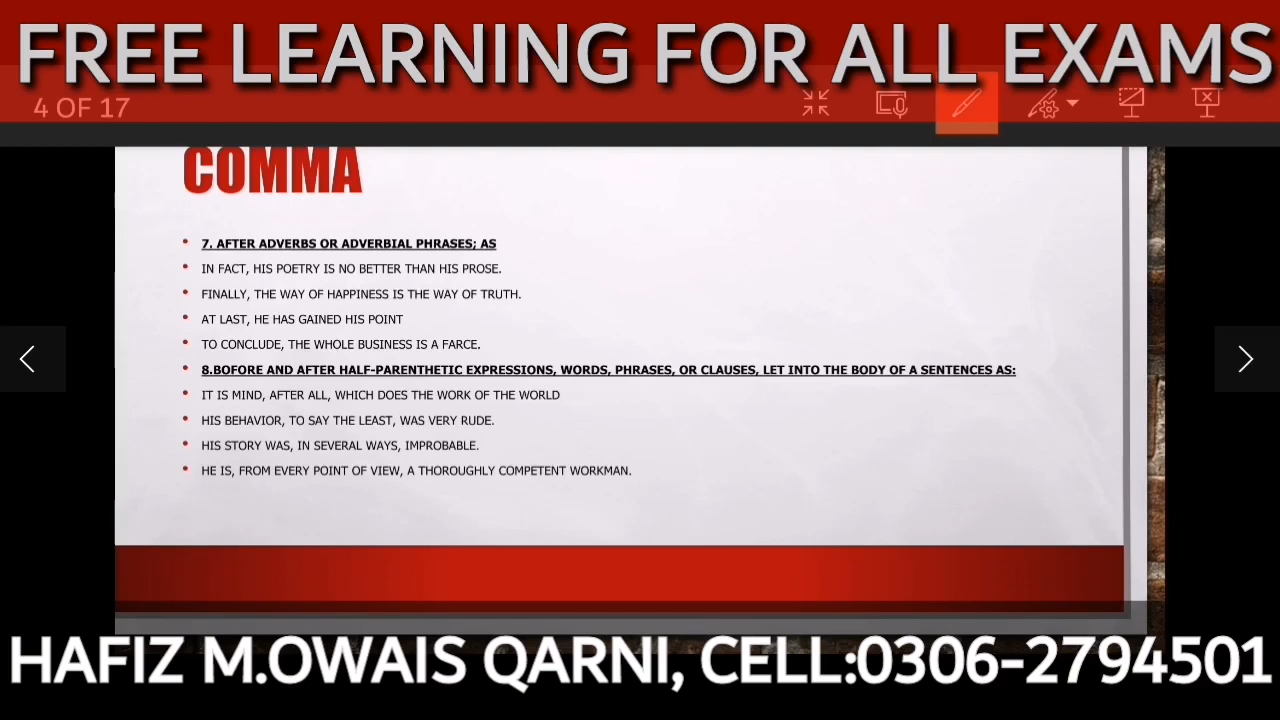 FREE LEARNING FOR ALL EXAMS
4 OF 17
COMMA
7. AFTER ADVERBS OR ADVERBIAL PHRASES; AS
IN FACT, HIS POETRY IS NO BETTER THAN HIS PROSE.
FINALLY, THE WAY OF HAPPINESS IS THE WAY OF TRUTH.
AT LAST, HE HAS GAINED HIS POINT
TO CONCLUDE, THE WHOLE BUSINESS IS A FARCE.
8.BOFORE AND AFTER HALF-PARENTHETIC EXPRESSIONS, WORDS, PHRASES, OR CLAUSES, LET INTO THE BODY OF A SENTENCES AS:
IT IS MIND, AFTER ALL, WHICH DOES THE WORK OF THE WORLD
HIS BEHAVIOR, TO SAY THE LEAST, WAS VERY RUDE.
HIS STORY WAS, IN SEVERAL WAYS, IMPROBABLE.
HE IS, FROM EVERY POINT OF VIEW, A THOROUGHLY COMPETENT WORKMAN.
HAFIZ M.OWAIS QARNI, CELL:0306-2794501